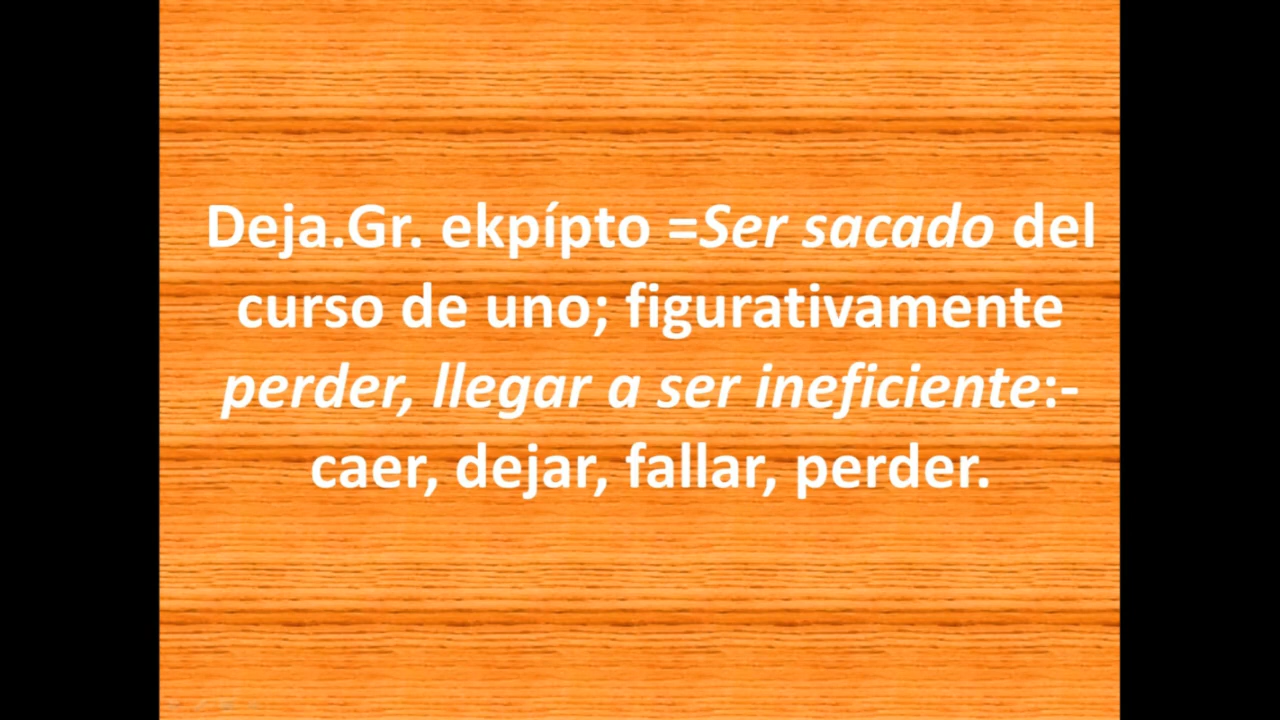 Deja.Gr. ekpípto =Ser sacado del
curso de uno; figurativamente
perder, llegar a ser ineficiente:-
caer, dejar, fallar, perder.